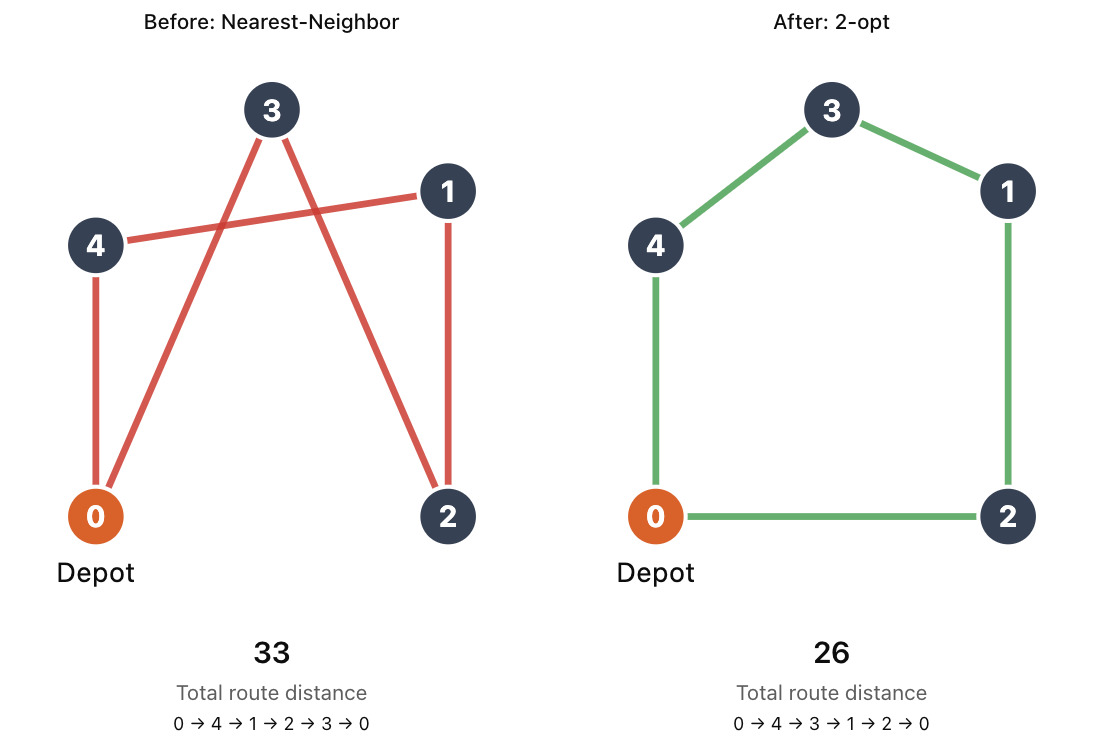 Before: Nearest-Neighbor
3
1
4
0
2
Depot
33
Total route distance
0 → 4 → 1 → 2 → 3 → 0
After: 2-opt
3
1
4
0
2
Depot
26
Total route distance
0 → 4 → 3 → 1 → 2 → 0